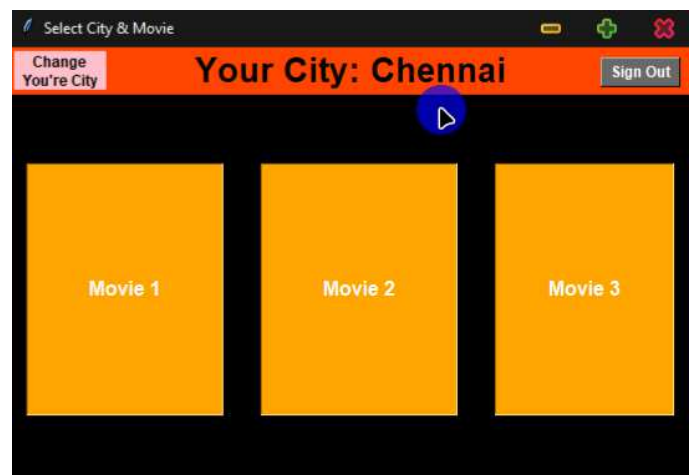 Select City & Movie
Change
You're City
Your City: Chennai
Sign Out
Movie 1
Movie 2
Movie 3